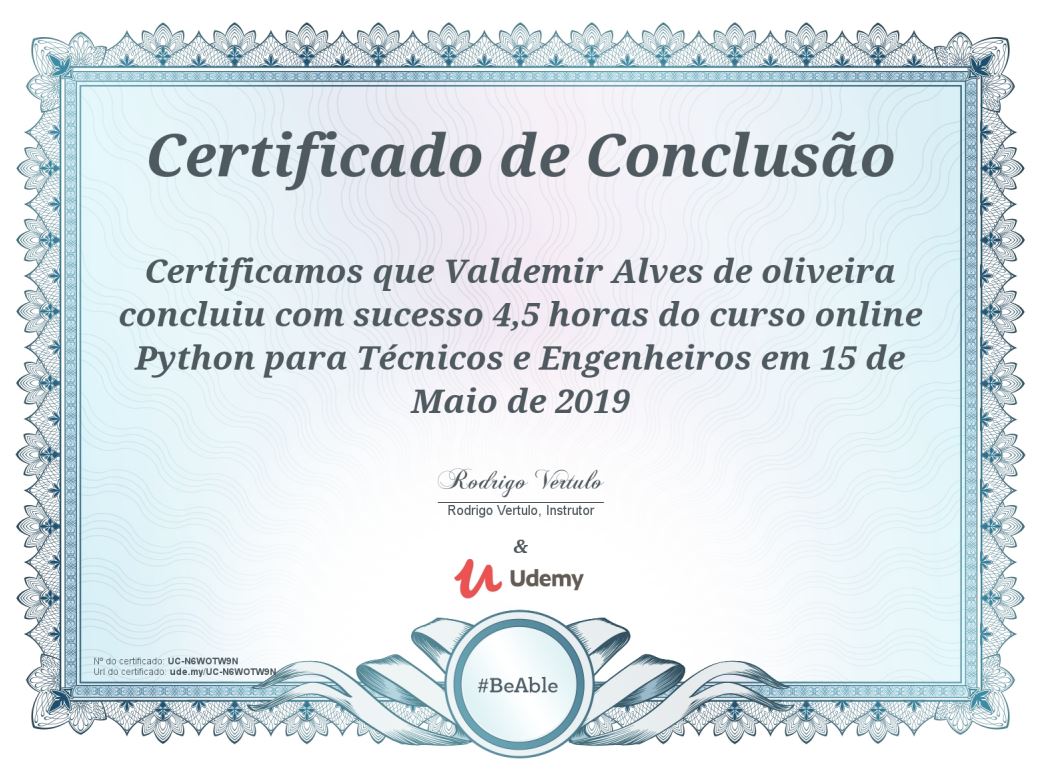 Certificado de Conclusão
Certificamos que Valdemir Alves de oliveira
concluiu com sucesso 4,5 horas do curso online
Python para Técnicos e Engenheiros em 15 de
Maio de 2019
Rodrigo Vertulo
Rodrigo Vertulo, Instrutor
&
Udemy
Nº do certificado: UC-N6WOTW9N
Url do certificado: ude.my/UC-N6WOTW9N
#BeAble